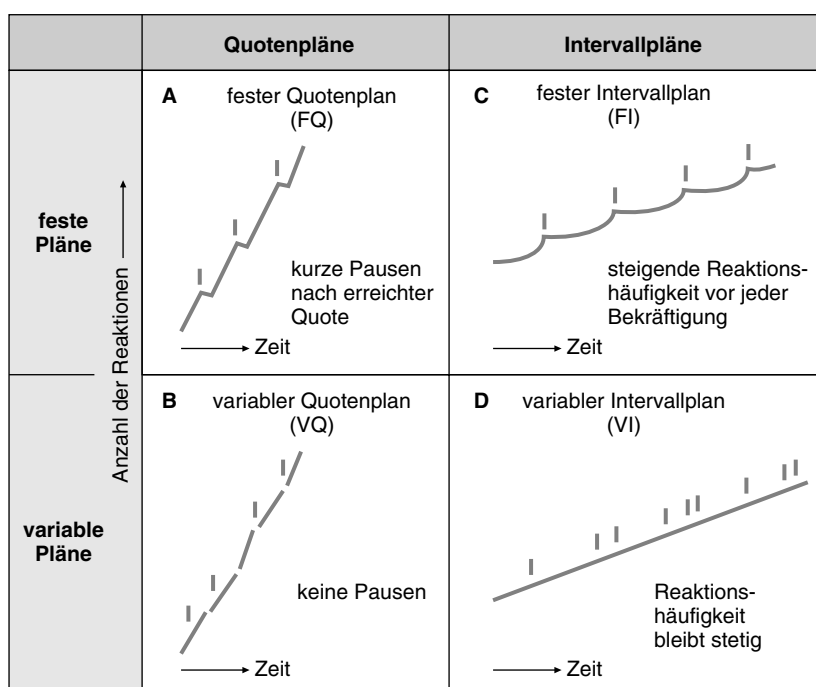 Quotenpläne
Intervallpläne
feste
Pläne
variable
Pläne
Anzahl der Reaktionen
A
fester Quotenplan
(FQ)
kurze Pausen
nach erreichter
Quote
Zeit
C
fester Intervallplan
(FI)
steigende Reaktions-
häufigkeit vor jeder
Bekräftigung
Zeit
B
variabler Quotenplan
(VQ)
keine Pausen
Zeit
D
variabler Intervallplan
(VI)
Reaktions-
häufigkeit
bleibt stetig
Zeit